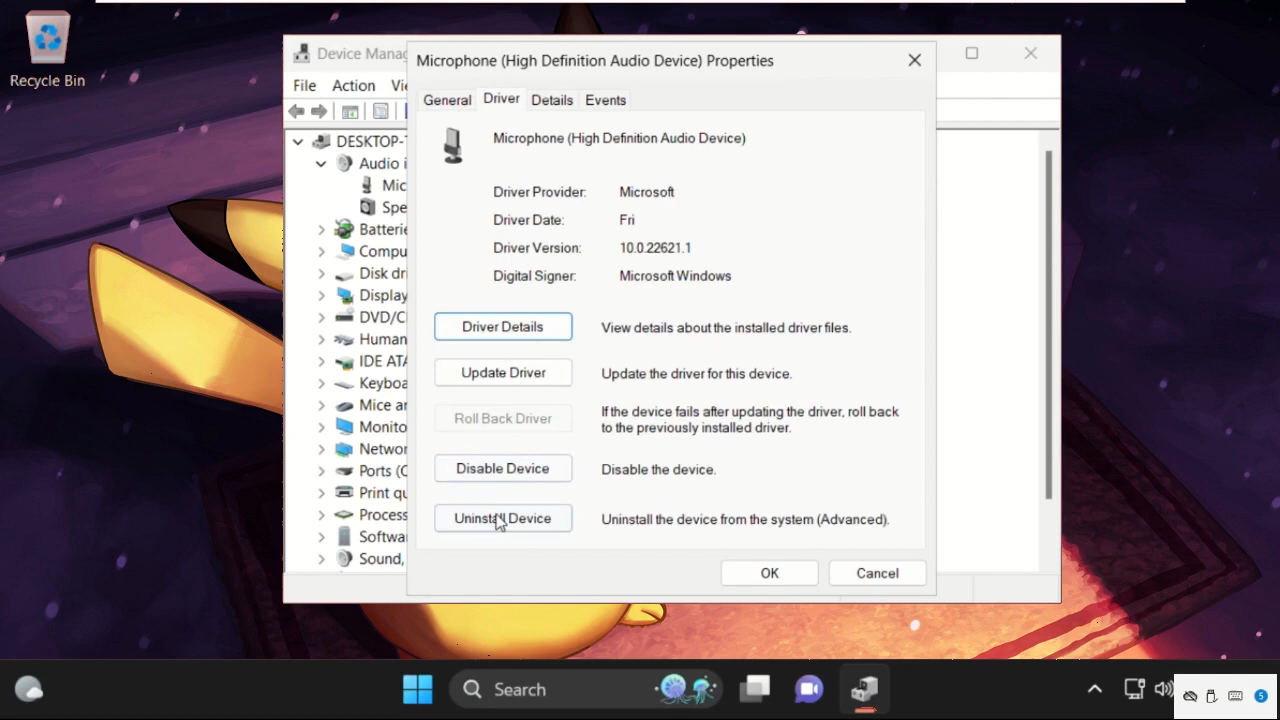 Recycle Bin
Device Manag
File Action Vi
DESKTOP-
Audio i
Mic
Spe
Batterie
Compu
Disk dri
Display
DVD/C
Human
IDE ATA
Keyboa
Mice ar
Monito
Networ
Ports (C
Print qu
Process
Softwa
Sound,
Microphone (High Definition Audio Device) Properties
General Driver Details Events
Microphone (High Definition Audio Device)
Driver Provider: Microsoft
Driver Date: Fri
Driver Version: 10.0.22621.1
Digital Signer: Microsoft Windows
Driver Details View details about the installed driver files.
Update Driver Update the driver for this device.
Roll Back Driver If the device fails after updating the driver, roll back
to the previously installed driver.
Disable Device Disable the device.
Uninstall Device Uninstall the device from the system (Advanced).
OK Cancel
Search
5